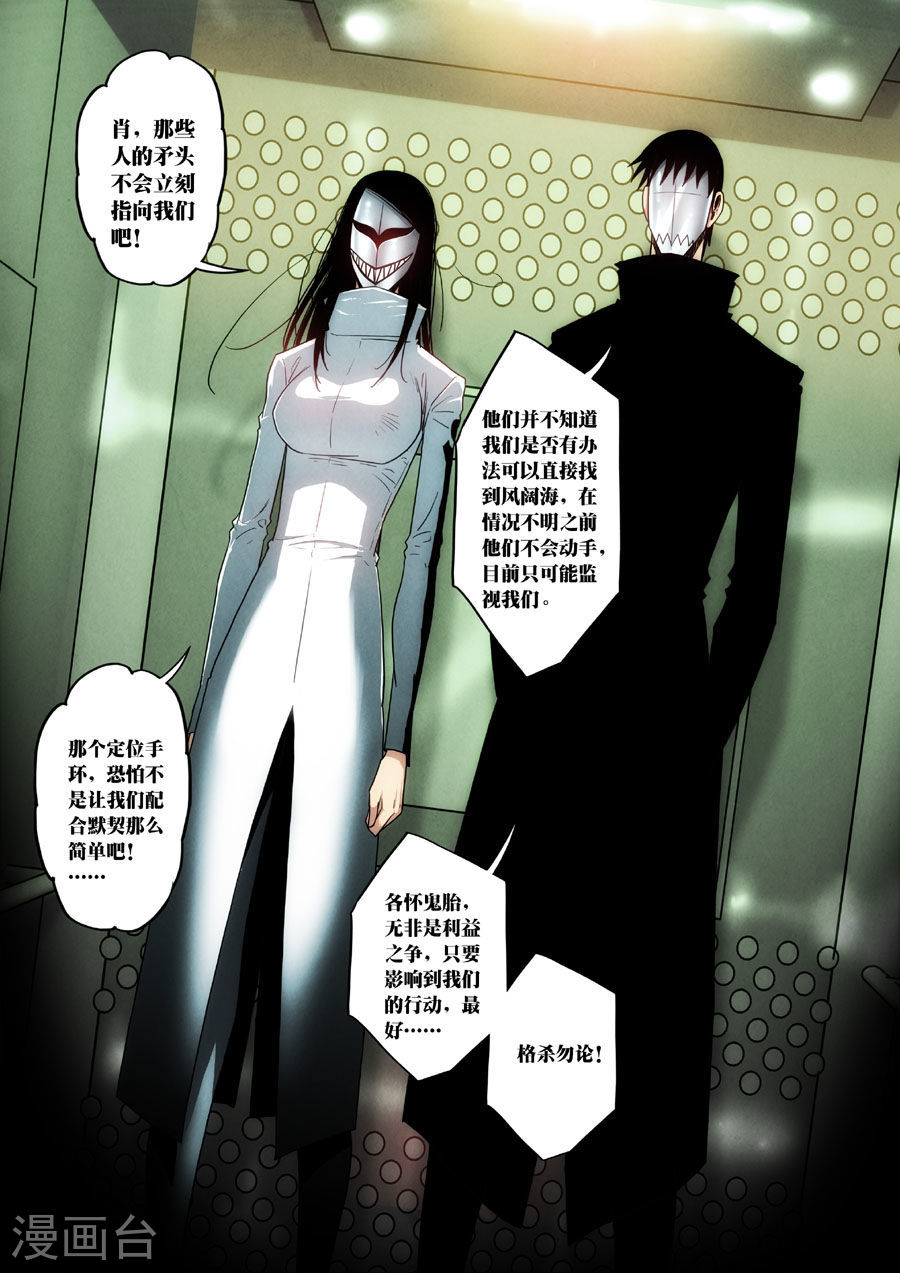 肖，那些
人的矛头
不会立刻
指向我们
吧！
他们并不知道
我们是否有办
法可以直接找
到风阔海，在
情况不明之前
他们不会动手，
目前只可能监
视我们。
那个定位手
环，恐怕不
是让我们配
合默契那么
简单吧！
……
各怀鬼胎，
无非是利益
之争，只要
影响到我们
的行动，最
好……
格杀勿论！
漫画台